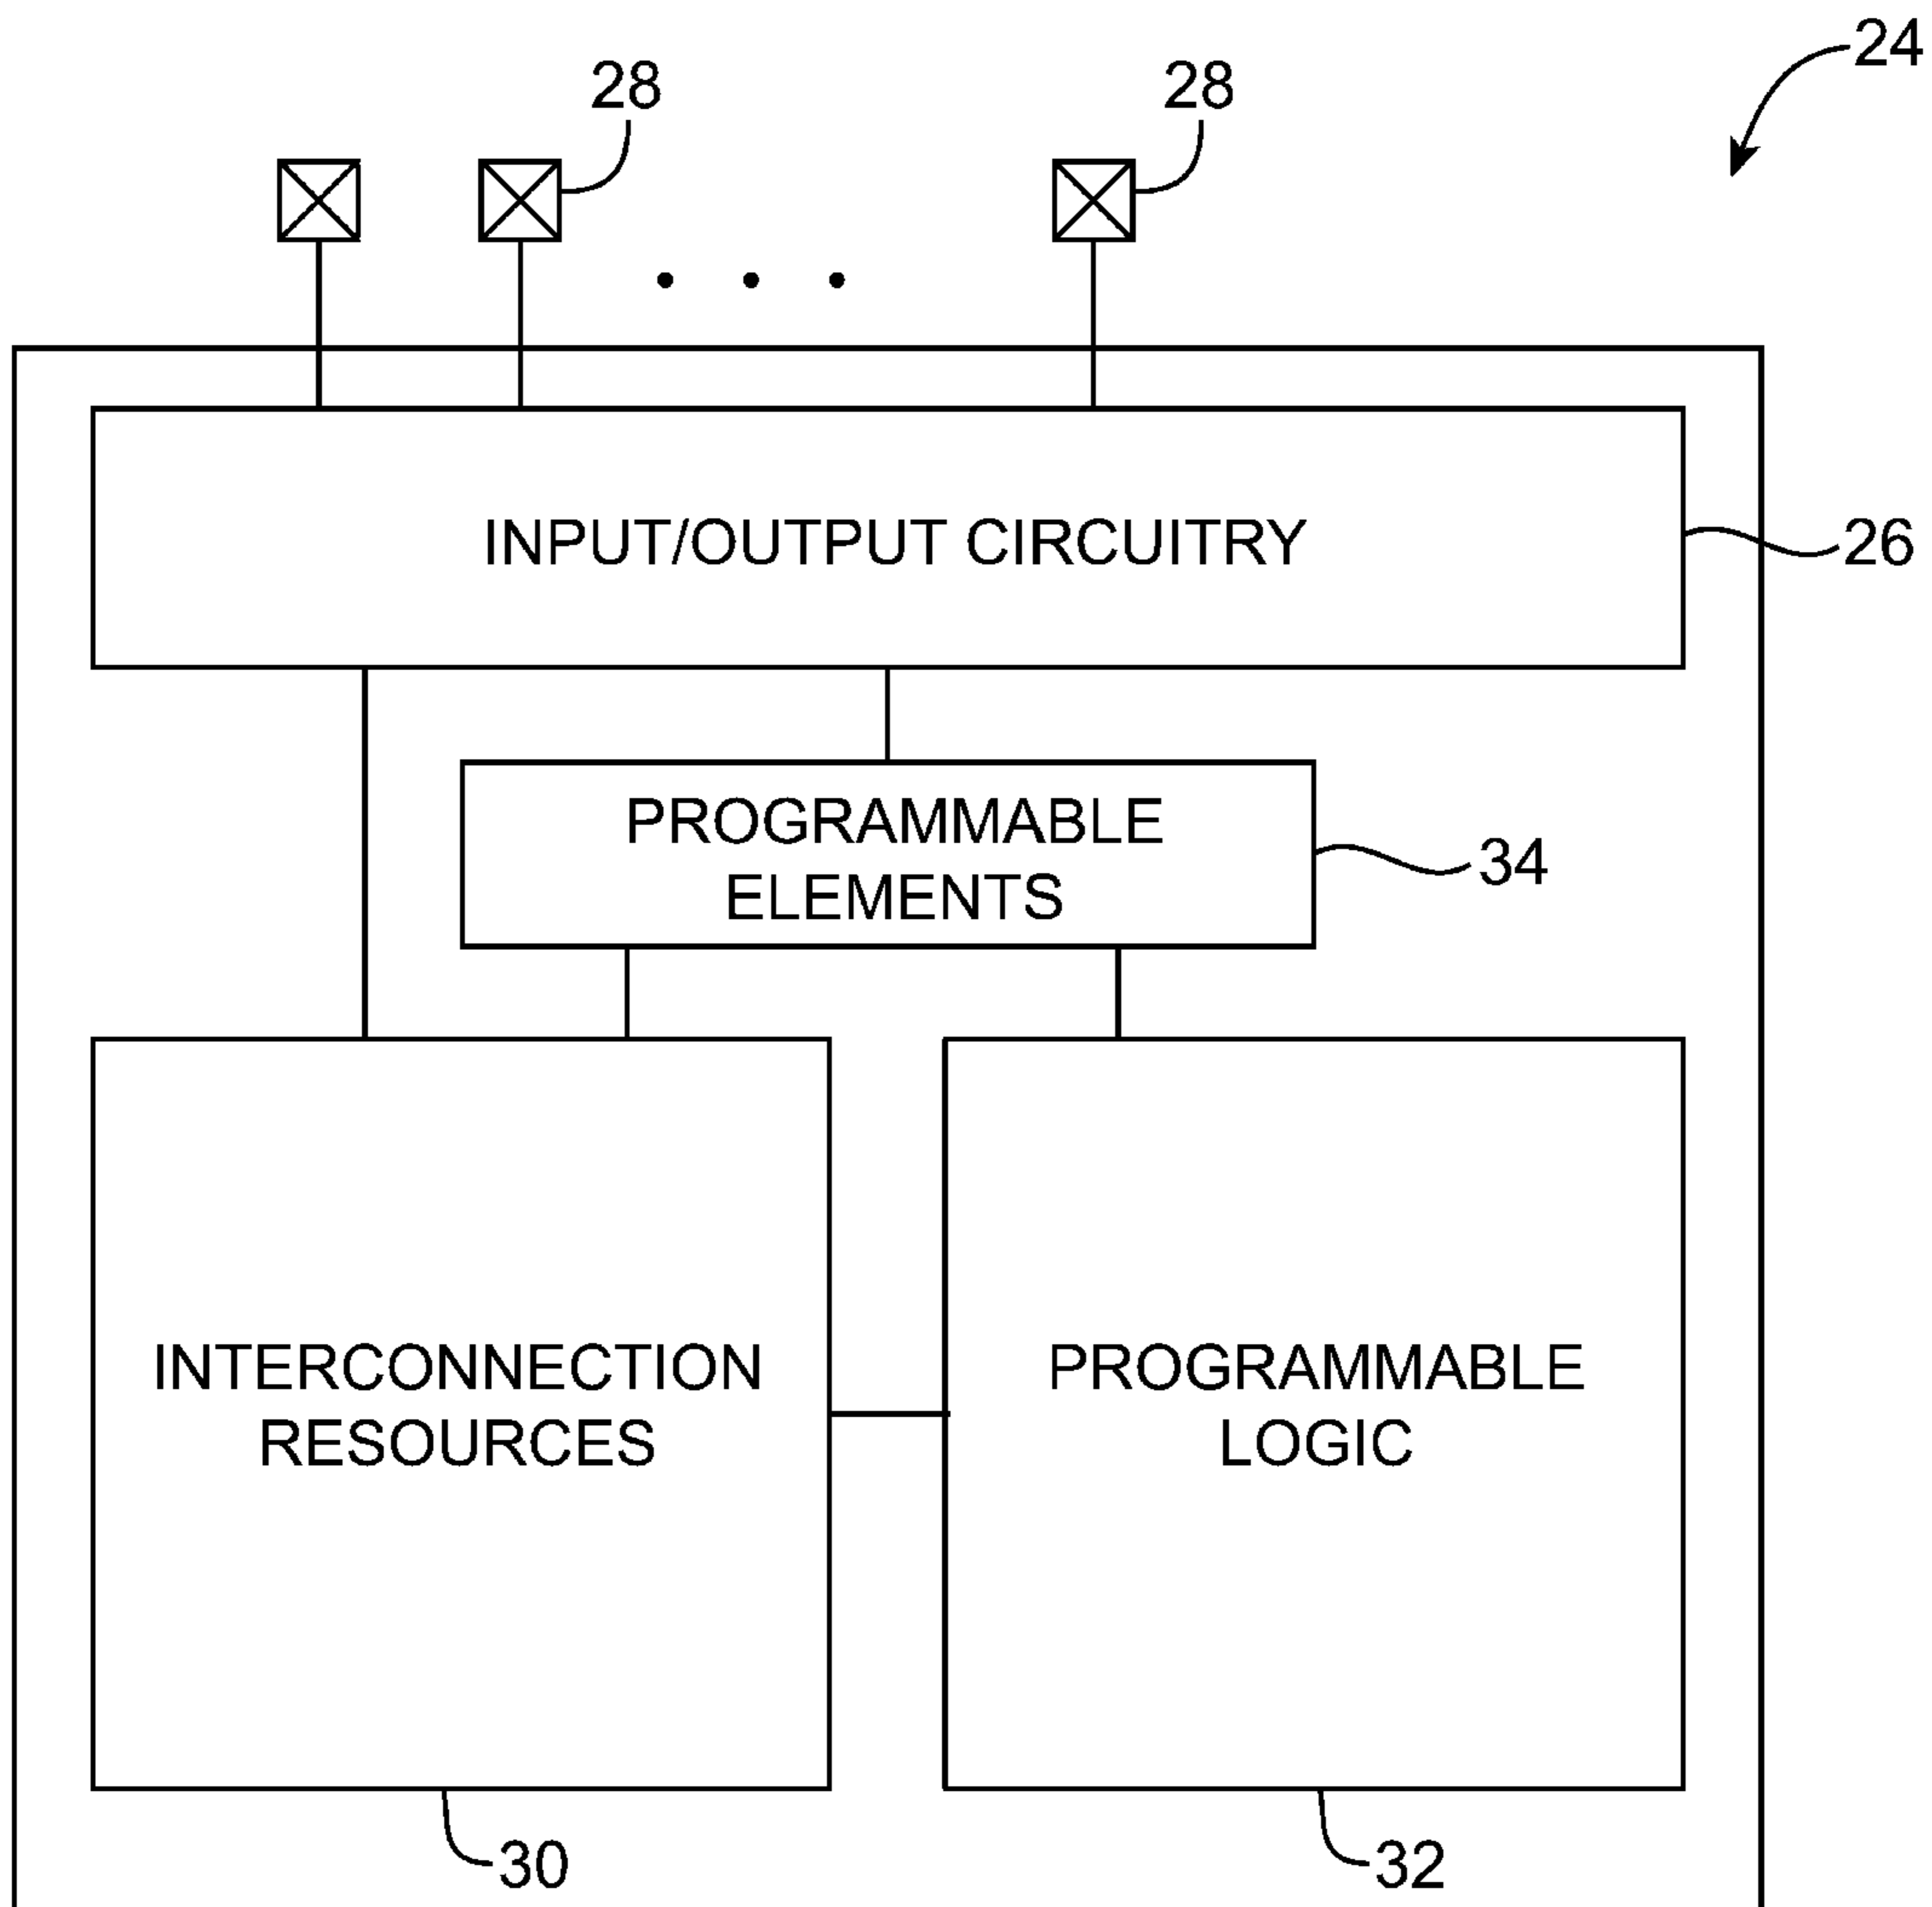 24
28
28
INPUT/OUTPUT CIRCUITRY
26
PROGRAMMABLE
ELEMENTS
34
INTERCONNECTION
RESOURCES
PROGRAMMABLE
LOGIC
30
32